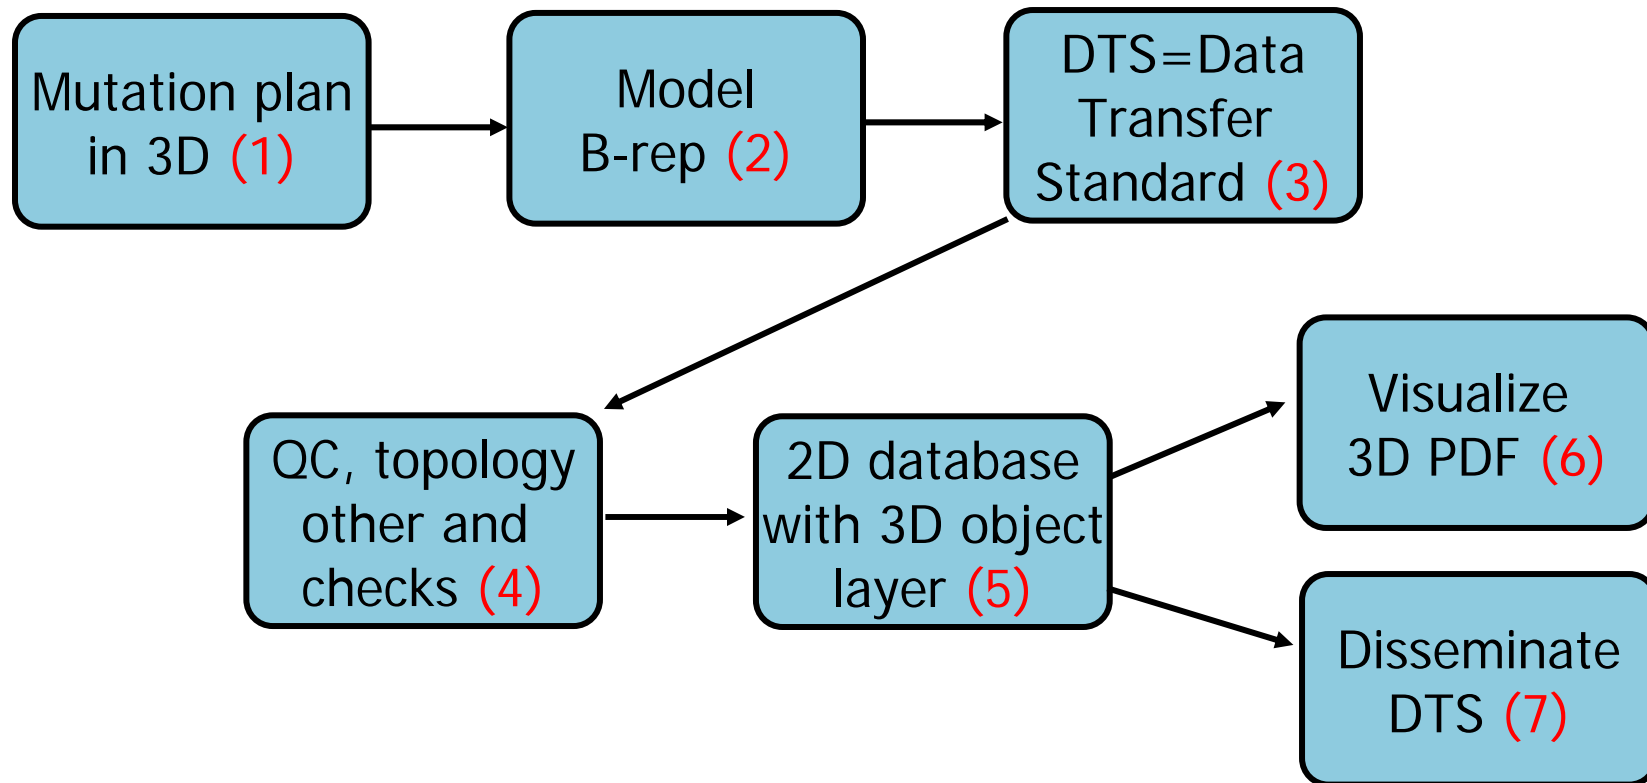 Mutation plan
in 3D (1)
Model
B-rep (2)
DTS=Data
Transfer
Standard (3)
QC, topology
other and
checks (4)
2D database
with 3D object
layer (5)
Visualize
3D PDF (6)
Disseminate
DTS (7)